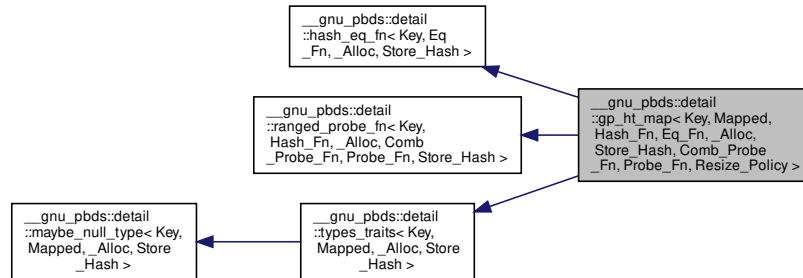 __gnu_pbds::detail
::hash_eq_fn< Key, Eq
_Fn, _Alloc, Store_Hash >
__gnu_pbds::detail
::ranged_probe_fn< Key,
Hash_Fn, _Alloc, Comb
_Probe_Fn, Probe_Fn, Store_Hash >
__gnu_pbds::detail
::gp_ht_map< Key, Mapped,
Hash_Fn, Eq_Fn, _Alloc,
Store_Hash, Comb_Probe
_Fn, Probe_Fn, Resize_Policy >
__gnu_pbds::detail
::maybe_null_type< Key,
Mapped, _Alloc, Store
_Hash >
__gnu_pbds::detail
::types_traits< Key,
Mapped, _Alloc, Store
_Hash >